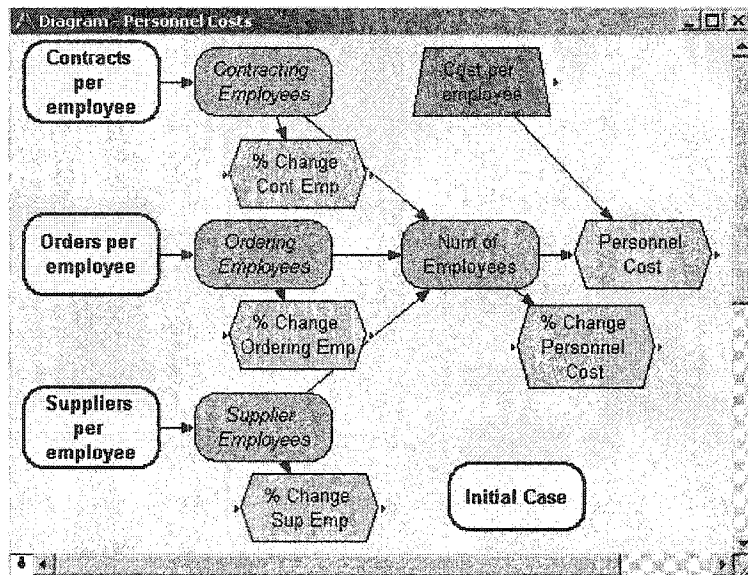 Diagram - Personnel Costs
Contracts
per
employee
Contracting
Employees
Cost per
employee
% Change
Cont Emp
Orders per
employee
Ordering
Employees
Num of
Employees
Personnel
Cost
% Change
Ordering Emp
% Change
Personnel
Cost
Suppliers
per
employee
Supplier
Employees
% Change
Sup Emp
Initial Case